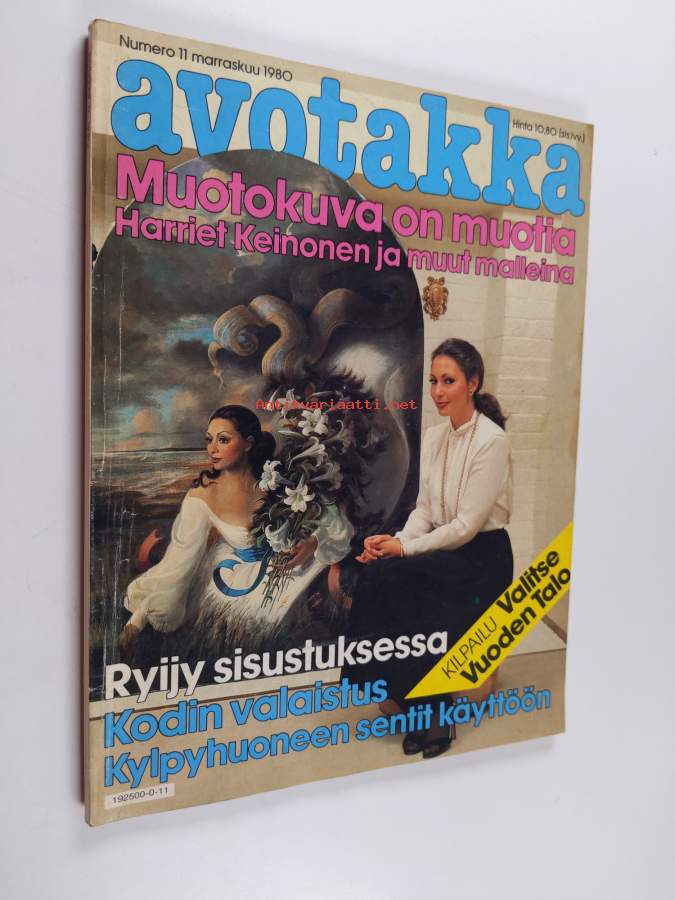 Numero 11 marraskuu 1980
Hinta 10,80 (sis.lvv.)
avotakka
Muotokuva on muotia
Harriet Keinonen ja muut malleina
Antikvariaatti.net
KILPAILU Valitse
Vuoden Talo
Ryijy sisustuksessa
Kodin valaistus
Kylpyhuoneen sentit käyttöön
192500-0-11